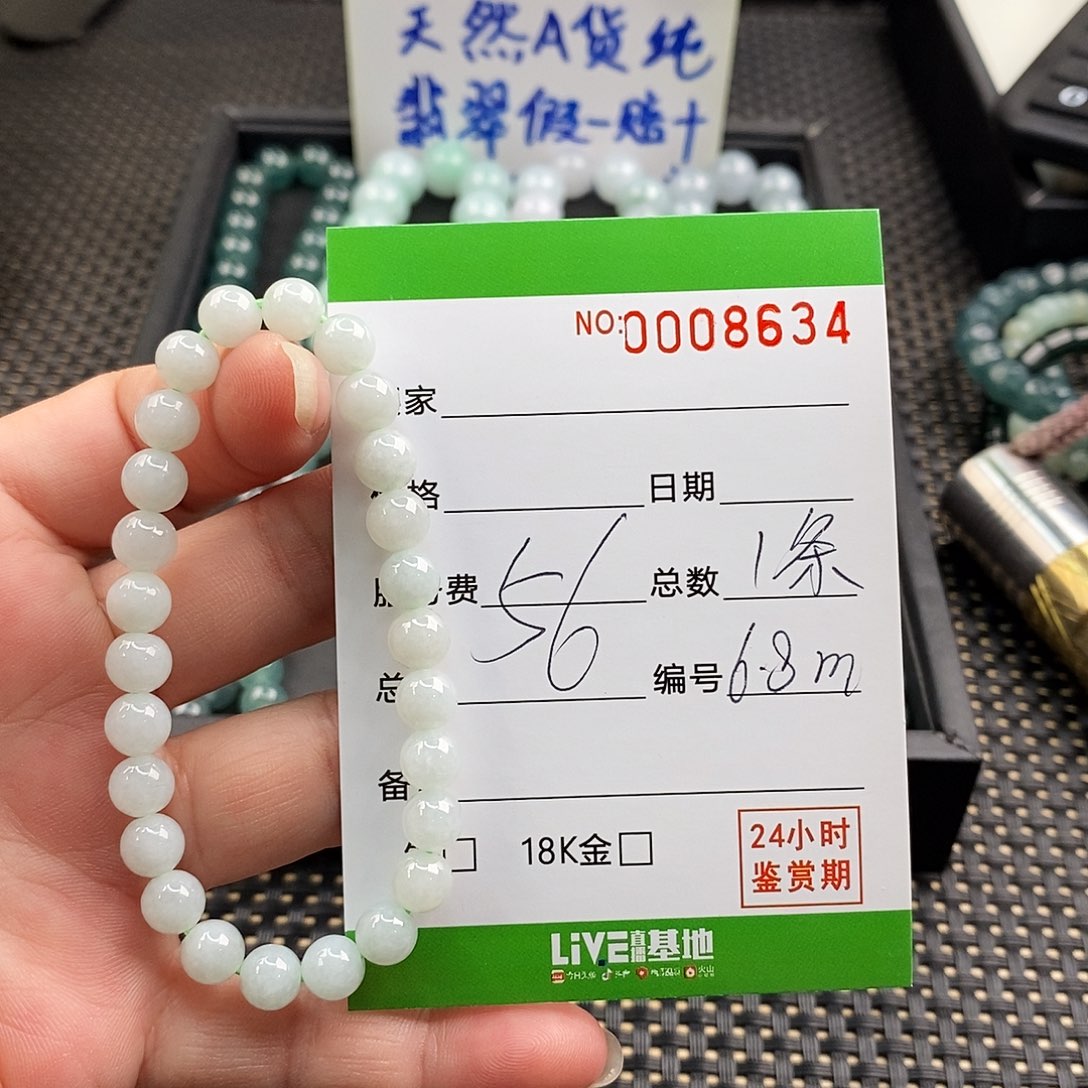 天然A货纯
翡翠假一赔十
NO:0008634
家
格 日期
费 56 总数 1条
总 编号 6.8m
备
18K金
24小时
鉴赏期
LiVE直播基地
火山